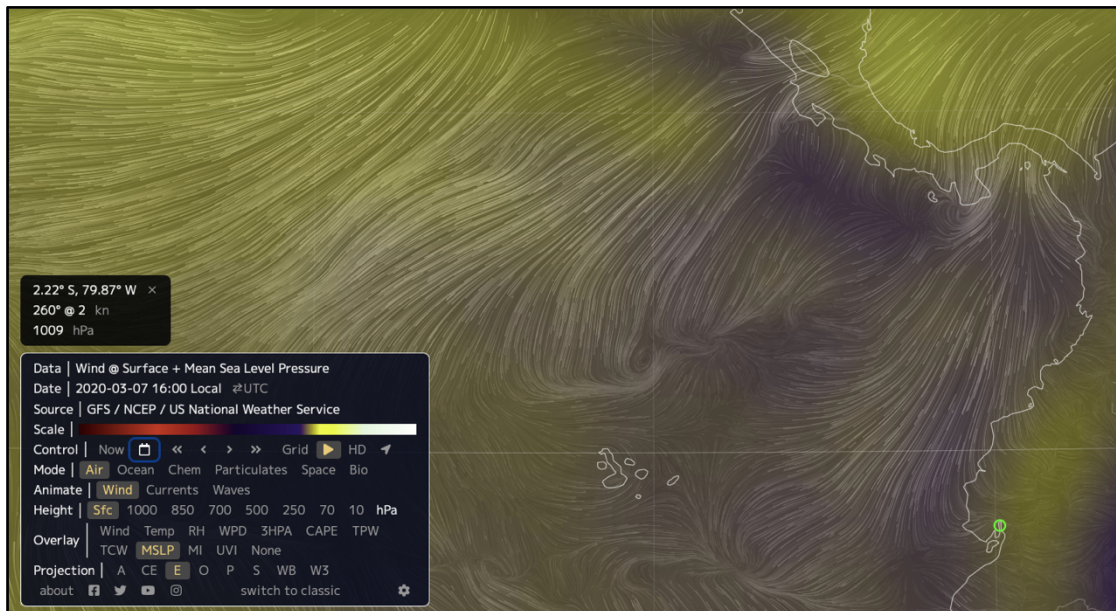 2.22° S, 79.87° W ×
260° @ 2 kn
1009 hPa
Data | Wind @ Surface + Mean Sea Level Pressure
Date | 2020-03-07 16:00 Local ⇄UTC
Source | GFS / NCEP / US National Weather Service
Scale |
Control | Now « ‹ › » Grid HD
Mode | Air Ocean Chem Particulates Space Bio
Animate | Wind Currents Waves
Height | Sfc 1000 850 700 500 250 70 10 hPa
Overlay | Wind Temp RH WPD 3HPA CAPE TPW
TCW MSLP MI UVI None
Projection | A CE E O P S WB W3
about switch to classic